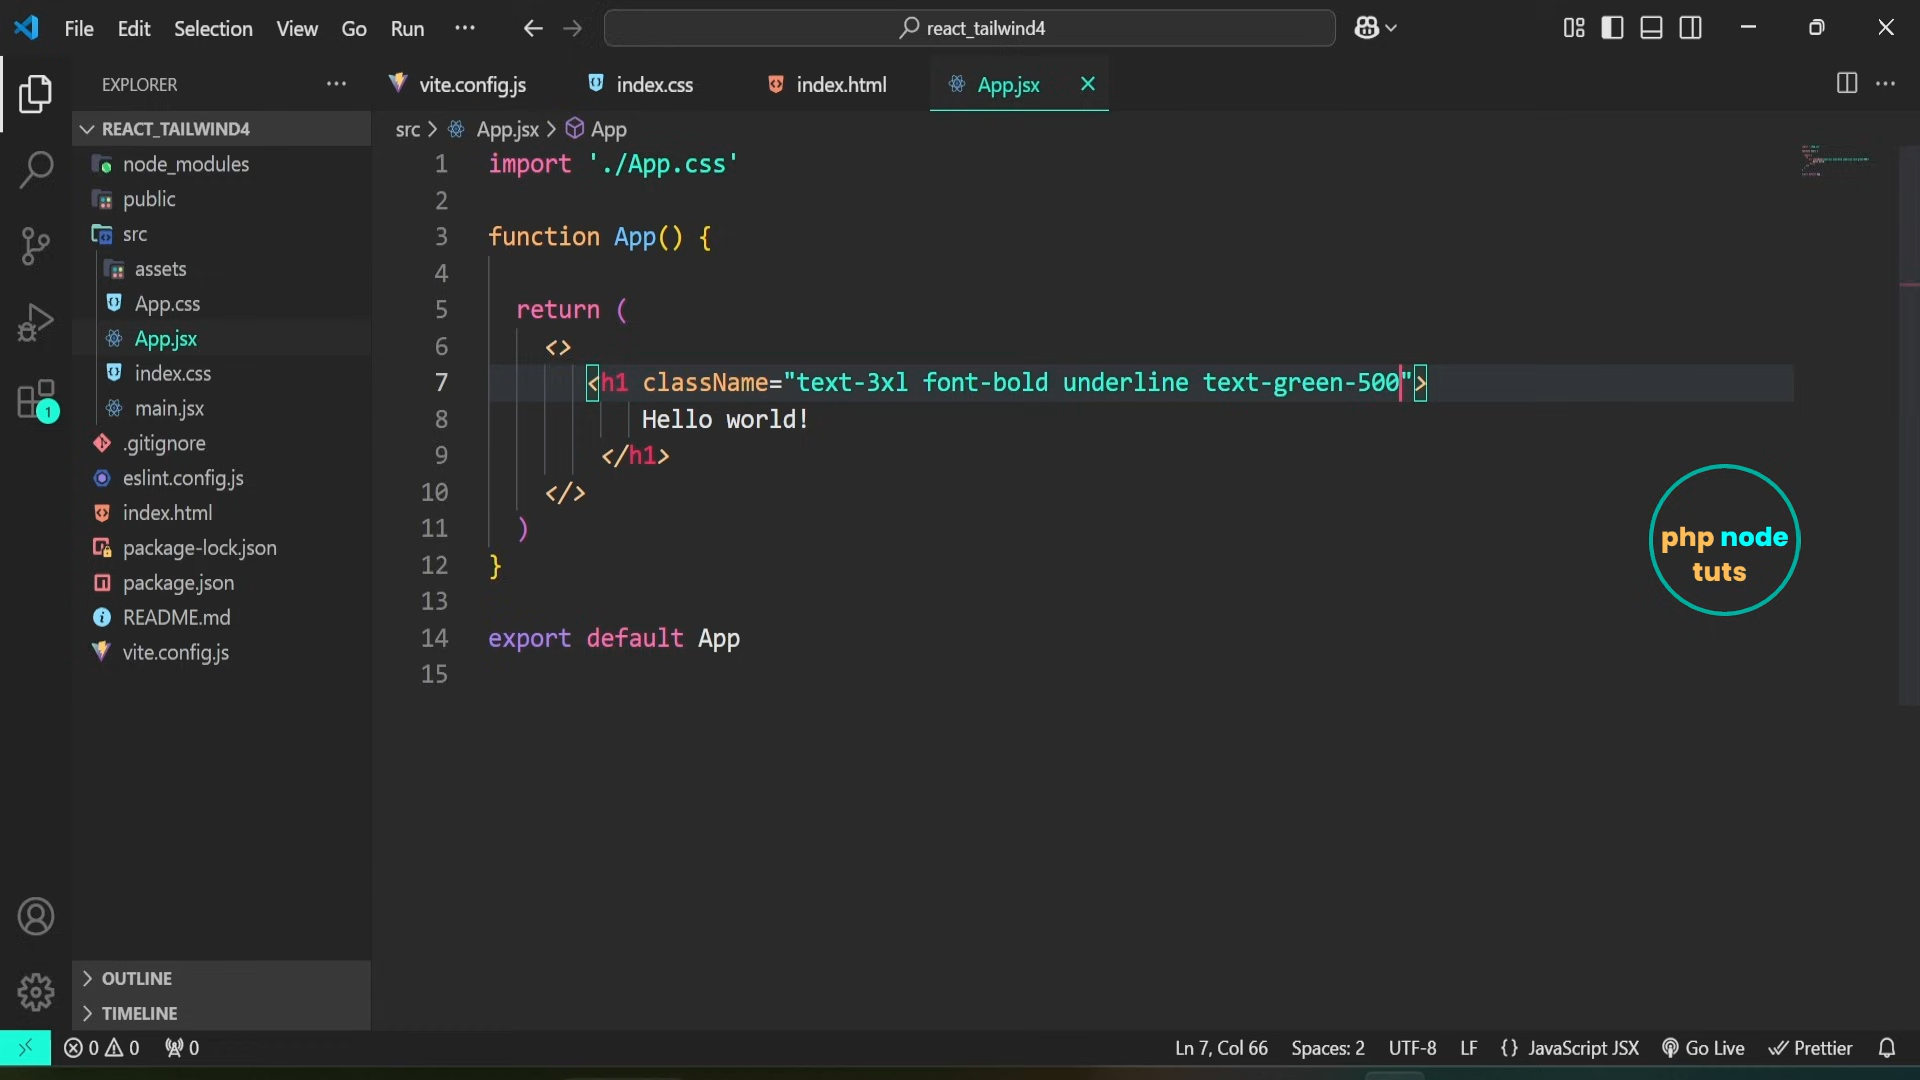 File Edit Selection View Go Run ··· react_tailwind4
EXPLORER ···
REACT_TAILWIND4
node_modules
public
src
assets
App.css
App.jsx
index.css
main.jsx
.gitignore
eslint.config.js
index.html
package-lock.json
package.json
README.md
vite.config.js
OUTLINE
TIMELINE
1
vite.config.js index.css index.html App.jsx
src > App.jsx > App
1 import './App.css'
2
3 function App() {
4
5 return (
6 <>
7 <h1 className="text-3xl font-bold underline text-green-500">
8 Hello world!
9 </h1>
10 </>
11 )
12 }
13
14 export default App
15
php node
tuts
0 0 0 Ln 7, Col 66 Spaces: 2 UTF-8 LF {} JavaScript JSX Go Live Prettier